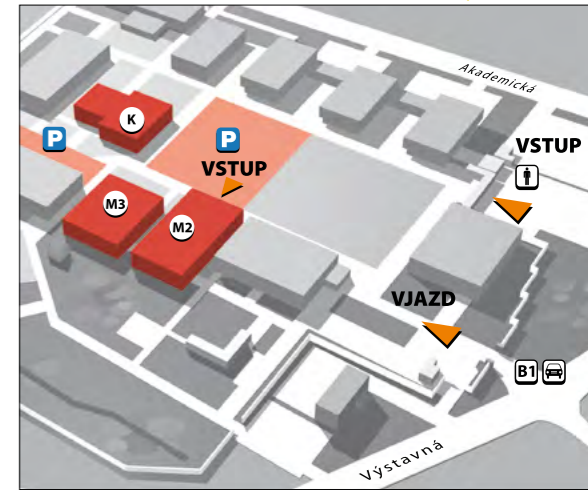 Akademická
K
P
P
VSTUP
VSTUP
M3
M2
VJAZD
B1
Výstavná